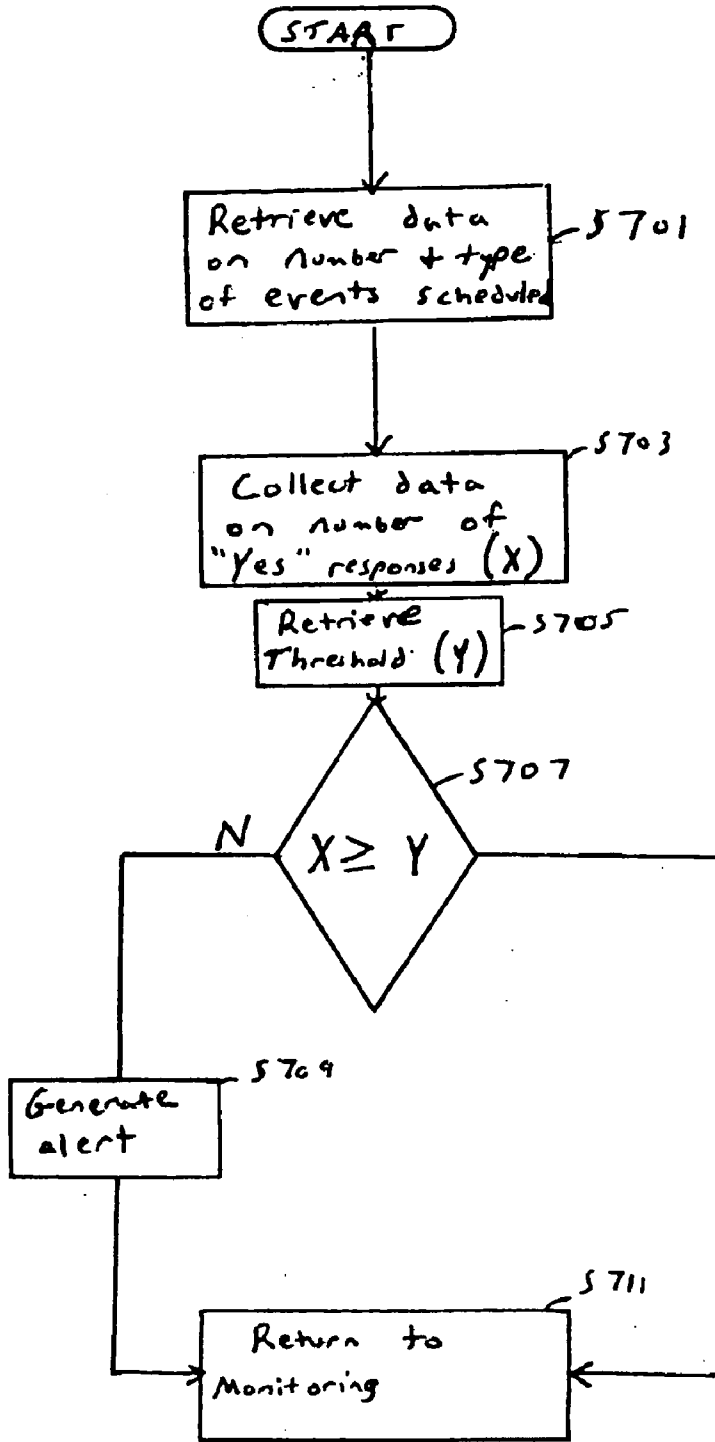 START
Retrieve data
on number + type
of events scheduled
S701
S703
Collect data
on number of
"Yes" responses (X)
Retrieve
Threshold (Y)
S705
S707
N
X ≥ Y
S709
Generate
alert
S711
Return to
Monitoring